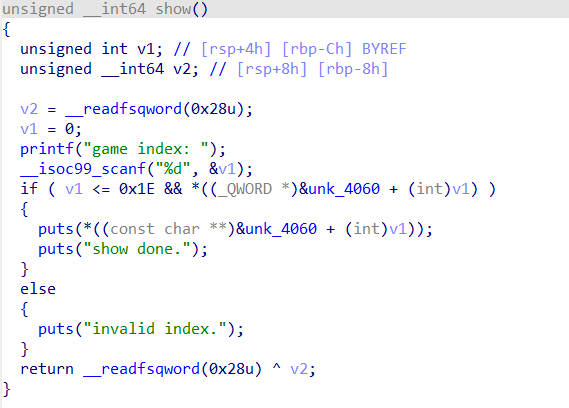 unsigned __int64 show()
{
  unsigned int v1; // [rsp+4h] [rbp-Ch] BYREF
  unsigned __int64 v2; // [rsp+8h] [rbp-8h]

  v2 = __readfsqword(0x28u);
  v1 = 0;
  printf("game index: ");
  __isoc99_scanf("%d", &v1);
  if ( v1 <= 0x1E && *((_QWORD *)&unk_4060 + (int)v1) )
  {
    puts(*((const char **)&unk_4060 + (int)v1));
    puts("show done.");
  }
  else
  {
    puts("invalid index.");
  }
  return __readfsqword(0x28u) ^ v2;
}